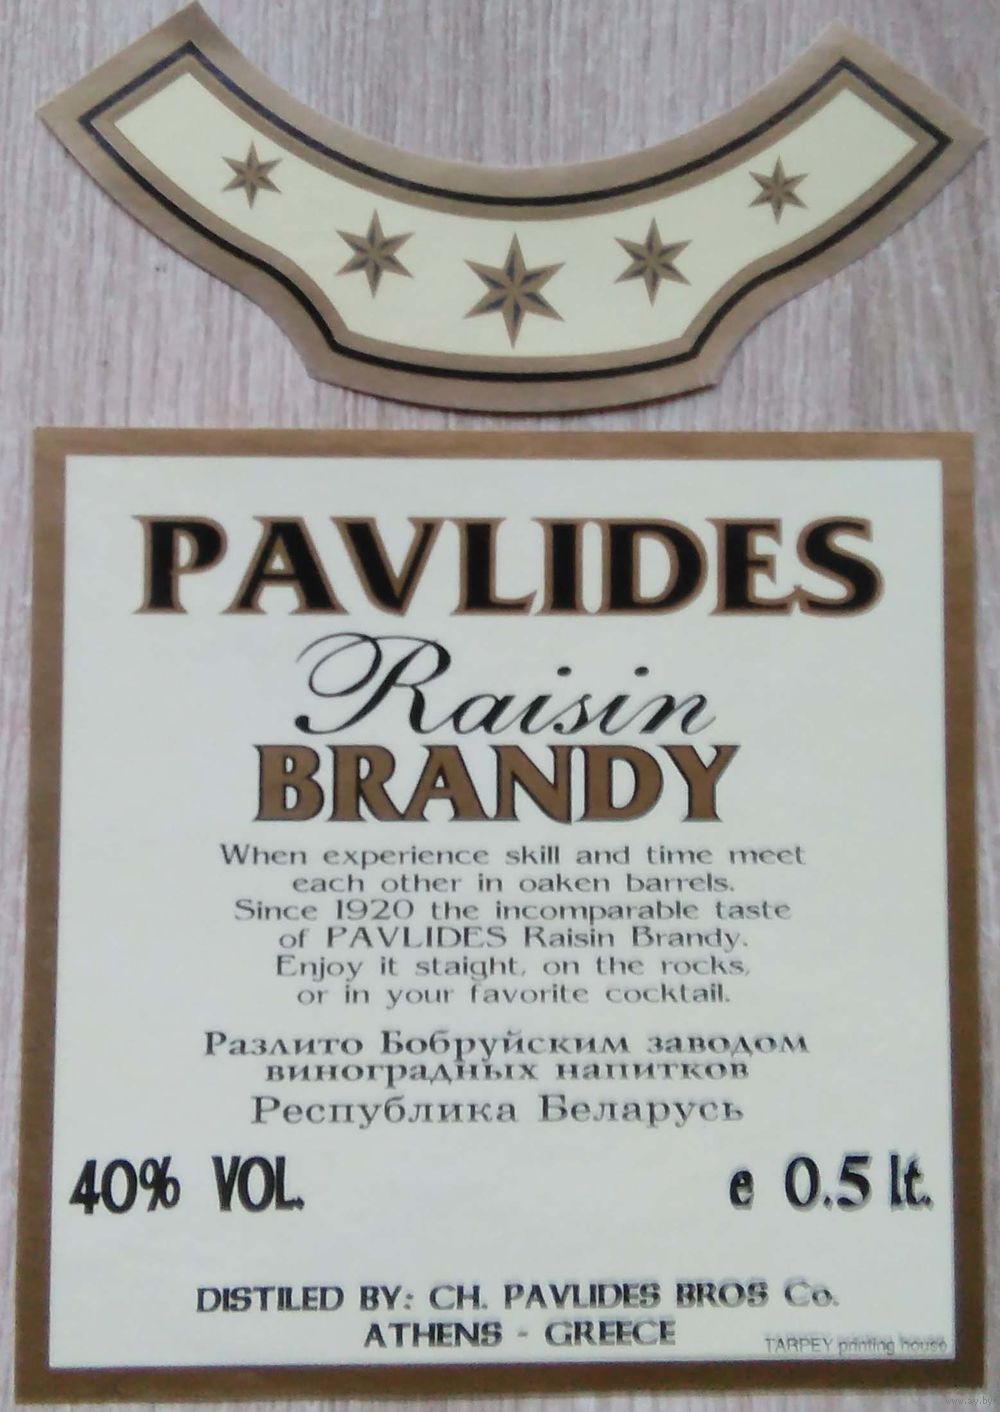 PAVLIDES
Raisin
BRANDY
When experience skill and time meet
each other in oaken barrels.
Since 1920 the incomparable taste
of PAVLIDES Raisin Brandy.
Enjoy it staight, on the rocks,
or in your favorite cocktail.
Разлито Бобруйским заводом
виноградных напитков
Республика Беларусь
40% VOL.
e 0.5 lt.
DISTILED BY: CH. PAVLIDES BROS Co.
ATHENS - GREECE
TARPEY printing house
www.ay.by